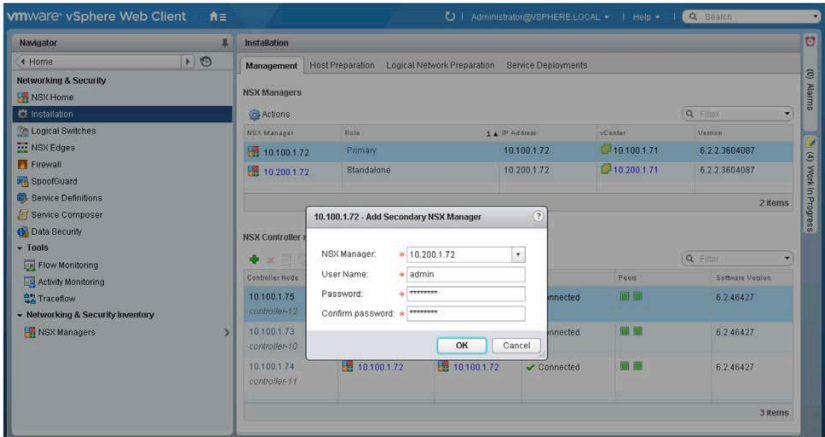 vmware® vSphere Web Client
Administrator@VSPHERE.LOCAL
Help
Search
Navigator
Home
Networking & Security
NSX Home
Installation
Logical Switches
NSX Edges
Firewall
SpoofGuard
Service Definitions
Service Composer
Data Security
Tools
Flow Monitoring
Activity Monitoring
Traceflow
Networking & Security Inventory
NSX Managers
Installation
Management Host Preparation Logical Network Preparation Service Deployments
NSX Managers
Actions
Filter
NSX Manager Role 1 ▲ IP Address vCenter Version
10.100.1.72 Primary 10.100.1.72 10.100.1.71 6.2.2.3604087
10.200.1.72 Standalone 10.200.1.72 10.200.1.71 6.2.2.3604087
2 items
NSX Controller
Filter
Controller Node Peers Software Version
10.100.1.75 6.2.46427
controller-12
10.100.1.73 6.2.46427
controller-10
10.100.1.74 10.100.1.72 10.100.1.72 Connected 6.2.46427
controller-11
3 items
10.100.1.72 - Add Secondary NSX Manager
?
NSX Manager: * 10.200.1.72
User Name: * admin
Password: * ********
Confirm password: * ********
OK Cancel
(0) Alarms
(4) Work In Progress